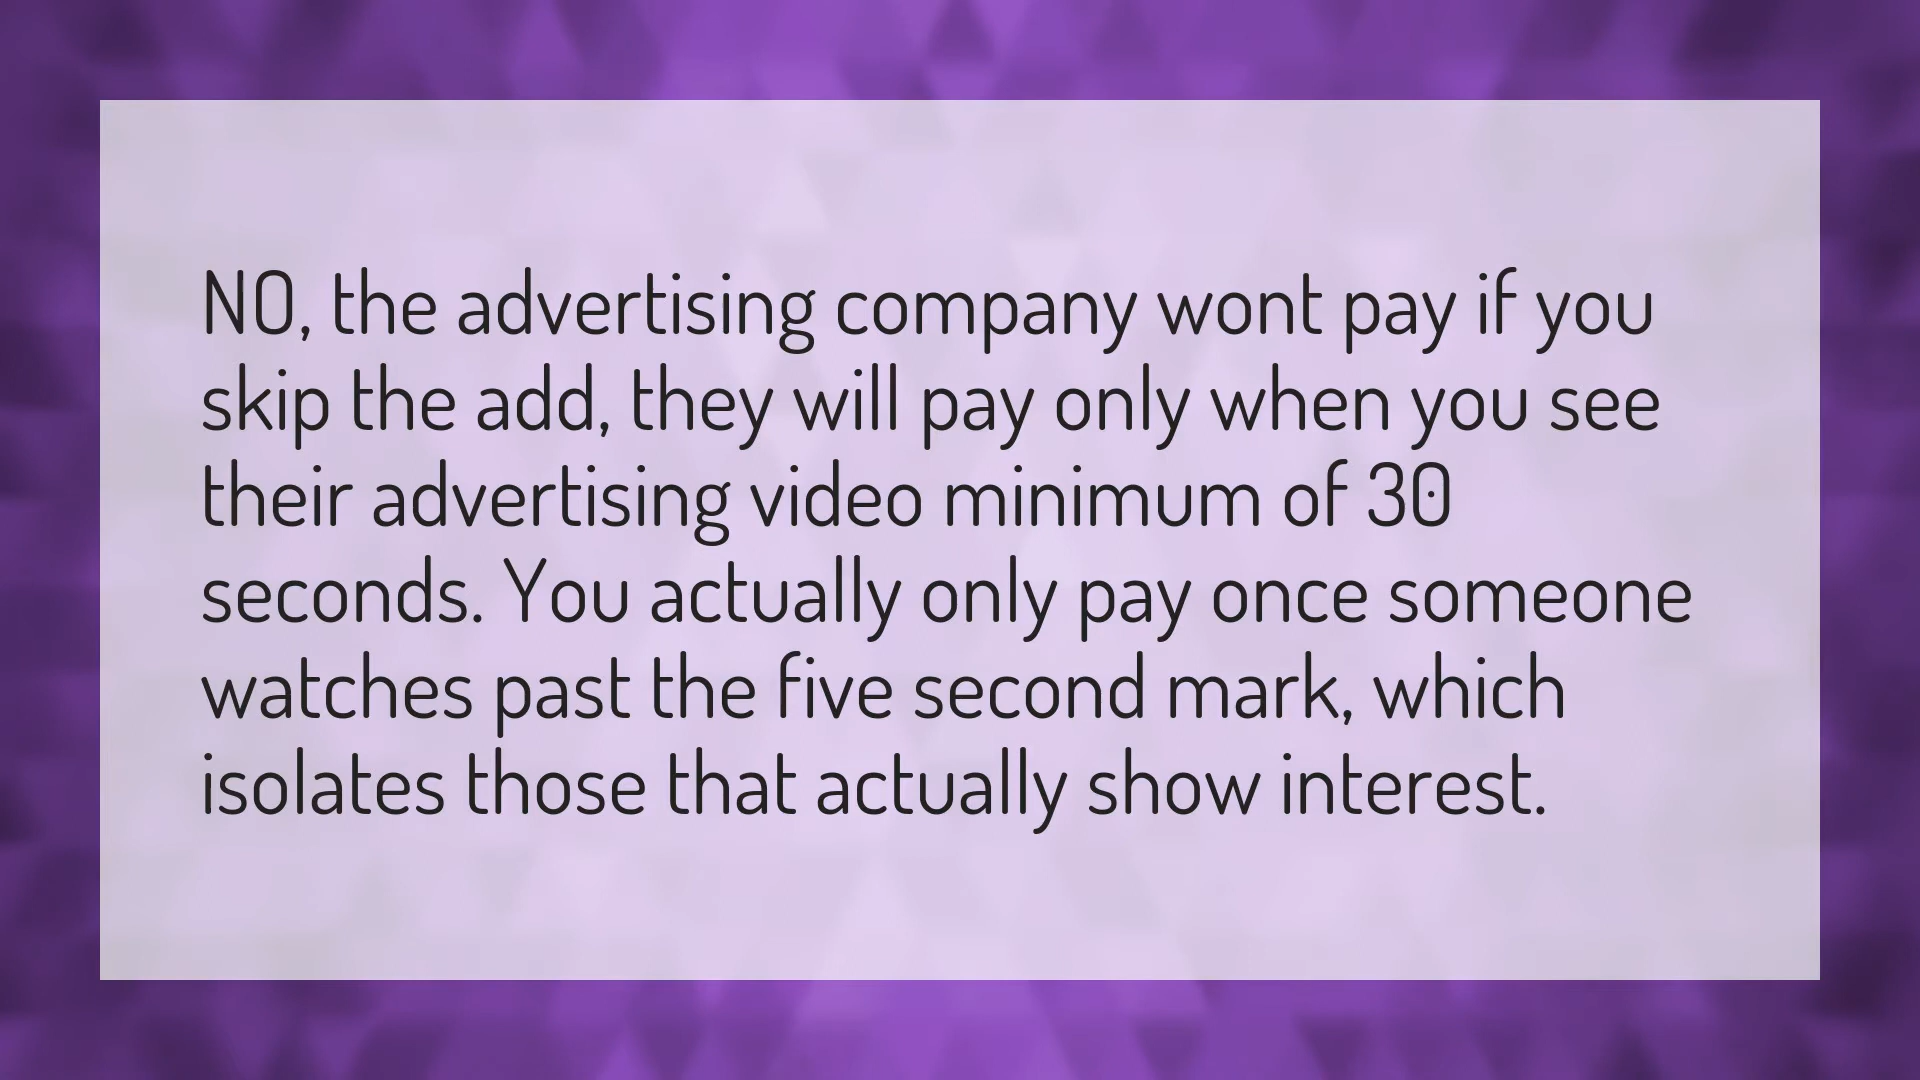 NO, the advertising company wont pay if you
skip the add, they will pay only when you see
their advertising video minimum of 30
seconds. You actually only pay once someone
watches past the five second mark, which
isolates those that actually show interest.